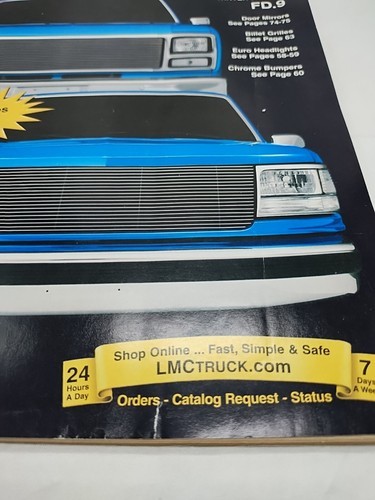 FD.9
Door Mirrors
See Pages 74-75
Billet Grilles
See Page 63
Euro Headlights
See Pages 58-59
Chrome Bumpers
See Page 60
Shop Online ... Fast, Simple & Safe
LMCTRUCK.com
24
Hours
A Day
7
Days
A Week
Orders - Catalog Request - Status